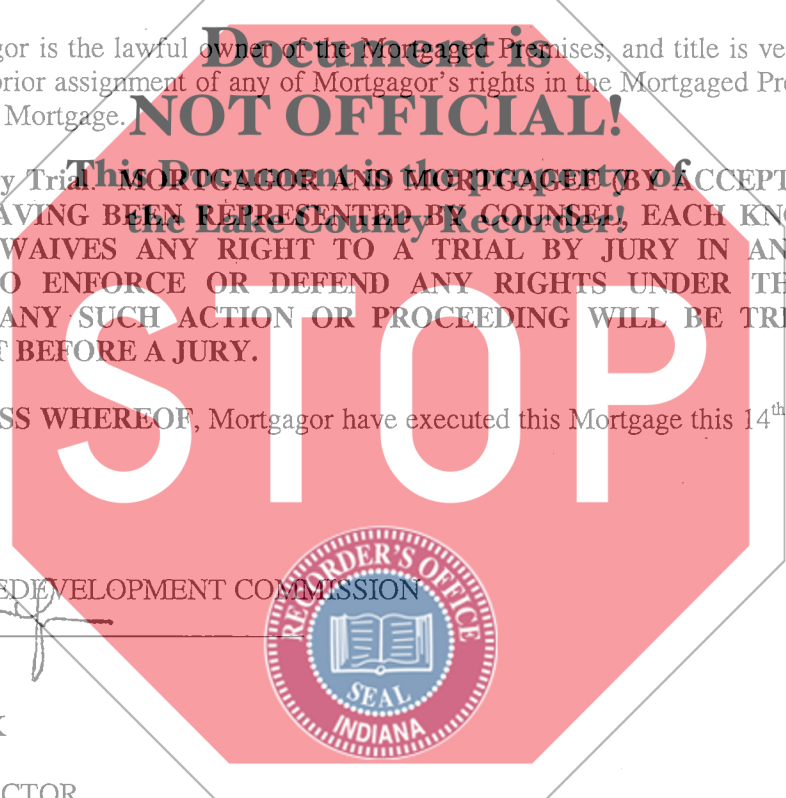 Document is
gor is the lawful owner of the Mortgaged Premises, and title is ve
prior assignment of any of Mortgagor's rights in the Mortgaged Pre
Mortgage.
NOT OFFICIAL!
This Document is the property of
the Lake County Recorder!
y Trial. MORTGAGOR AND MORTGAGEE (BY ACCEPT
AVING BEEN REPRESENTED BY COUNSEL, EACH KNO
WAIVES ANY RIGHT TO A TRIAL BY JURY IN AN
O ENFORCE OR DEFEND ANY RIGHTS UNDER TH
ANY SUCH ACTION OR PROCEEDING WILL BE TRI
T BEFORE A JURY.
STOP
SS WHEREOF, Mortgagor have executed this Mortgage this 14th
EDEVELOPMENT COMMISSION
RECORDER'S OFFICE
SEAL
INDIANA
K
CTOR